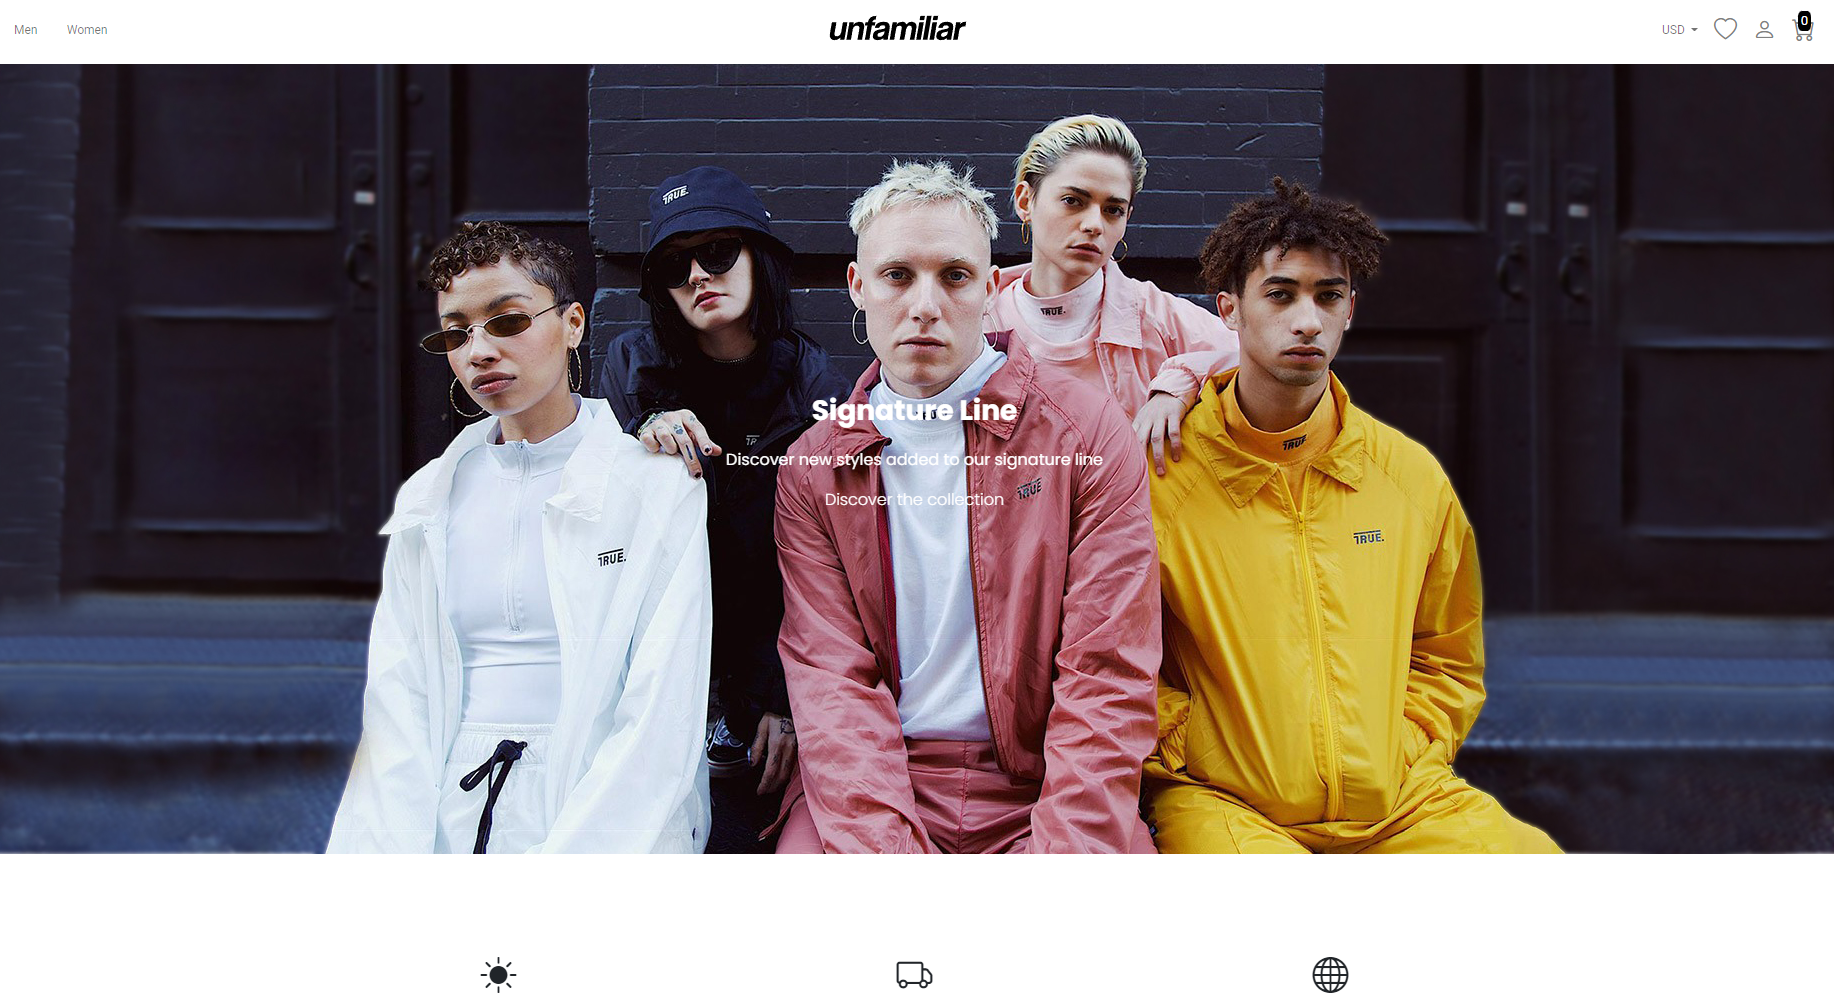 Men
Women
unfamiliar
USD
0
TRUE.
TRUE.
Signature Line
Discover new styles added to our signature line
Discover the collection
TRUE.
TRUE.
TRUE.
TRUE.